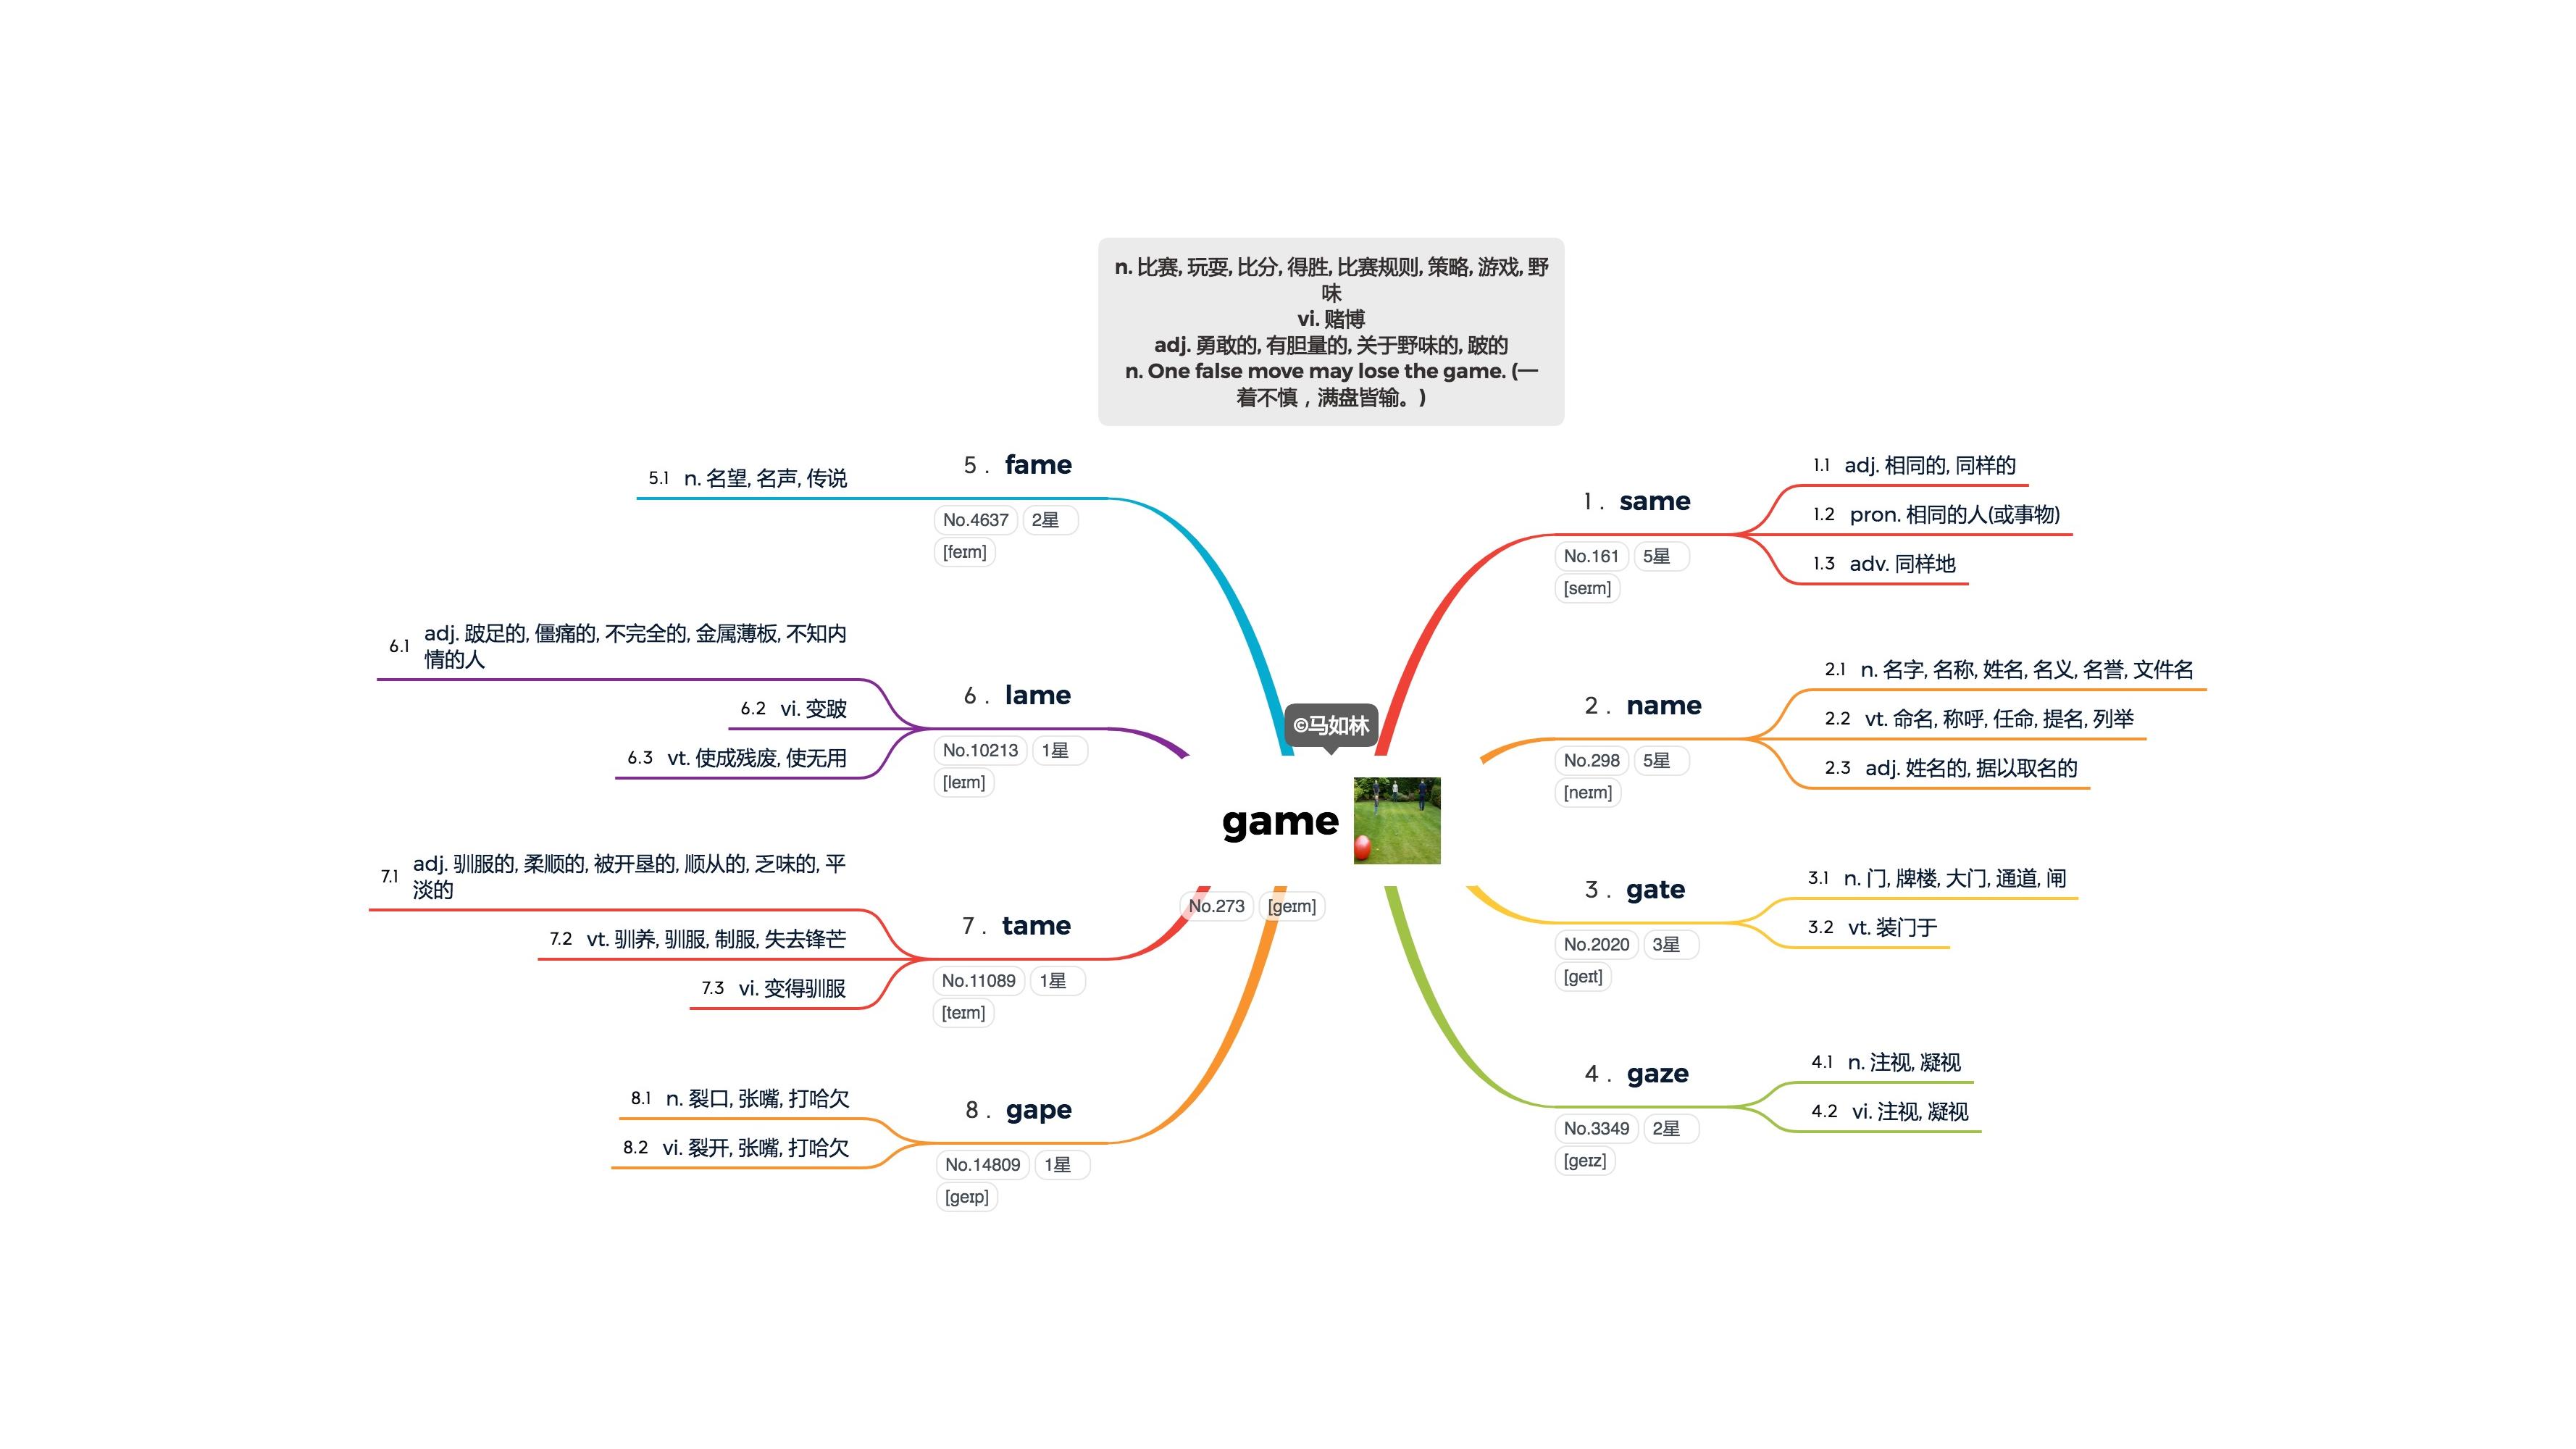 n. 比赛, 玩耍, 比分, 得胜, 比赛规则, 策略, 游戏, 野
味
vi. 赌博
adj. 勇敢的, 有胆量的, 关于野味的, 跛的
n. One false move may lose the game. (一
着不慎，满盘皆输。)
©马如林
game
No.273 [geɪm]
1. same
No.161 5星
[seɪm]
1.1 adj. 相同的, 同样的
1.2 pron. 相同的人(或事物)
1.3 adv. 同样地
2. name
No.298 5星
[neɪm]
2.1 n. 名字, 名称, 姓名, 名义, 名誉, 文件名
2.2 vt. 命名, 称呼, 任命, 提名, 列举
2.3 adj. 姓名的, 据以取名的
3. gate
No.2020 3星
[geɪt]
3.1 n. 门, 牌楼, 大门, 通道, 闸
3.2 vt. 装门于
4. gaze
No.3349 2星
[geɪz]
4.1 n. 注视, 凝视
4.2 vi. 注视, 凝视
5. fame
No.4637 2星
[feɪm]
5.1 n. 名望, 名声, 传说
6. lame
No.10213 1星
[leɪm]
6.1 adj. 跛足的, 僵痛的, 不完全的, 金属薄板, 不知内
情的人
6.2 vi. 变跛
6.3 vt. 使成残废, 使无用
7. tame
No.11089 1星
[teɪm]
7.1 adj. 驯服的, 柔顺的, 被开垦的, 顺从的, 乏味的, 平
淡的
7.2 vt. 驯养, 驯服, 制服, 失去锋芒
7.3 vi. 变得驯服
8. gape
No.14809 1星
[geɪp]
8.1 n. 裂口, 张嘴, 打哈欠
8.2 vi. 裂开, 张嘴, 打哈欠